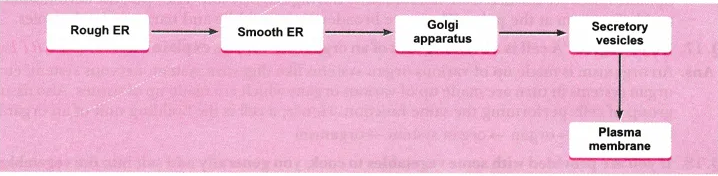 Rough ER
Smooth ER
Golgi
apparatus
Secretory
vesicles
Plasma
membrane